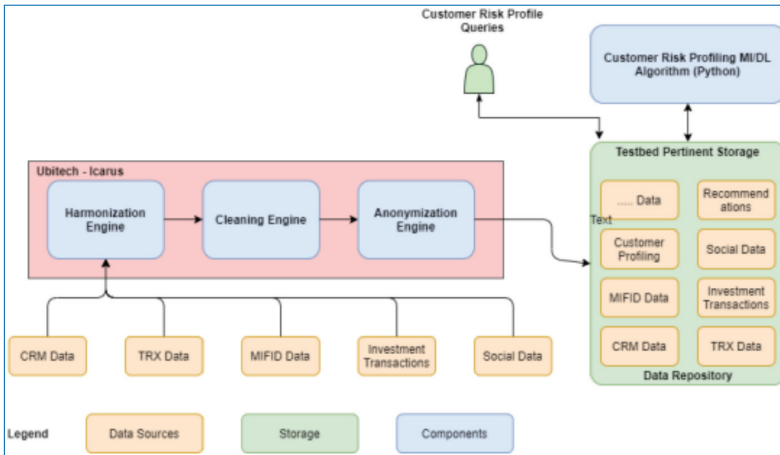 Customer Risk Profile
Queries
Customer Risk Profiling Ml/DL
Algorithm (Python)
Ubitech - Icarus
Harmonization
Engine
Cleaning Engine
Anonymization
Engine
Testbed Pertinent Storage
..... Data
Recommend
ations
Text
Customer
Profiling
Social Data
MIFID Data
Investment
Transactions
CRM Data
TRX Data
Data Repository
CRM Data
TRX Data
MIFID Data
Investment
Transactions
Social Data
Legend
Data Sources
Storage
Components